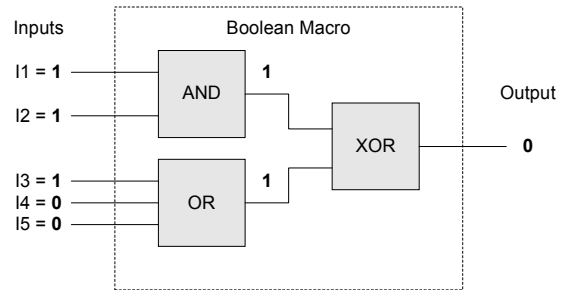 Inputs
Boolean Macro
I1 = 1
1
AND
Output
I2 = 1
XOR
0
I3 = 1
1
I4 = 0
OR
I5 = 0